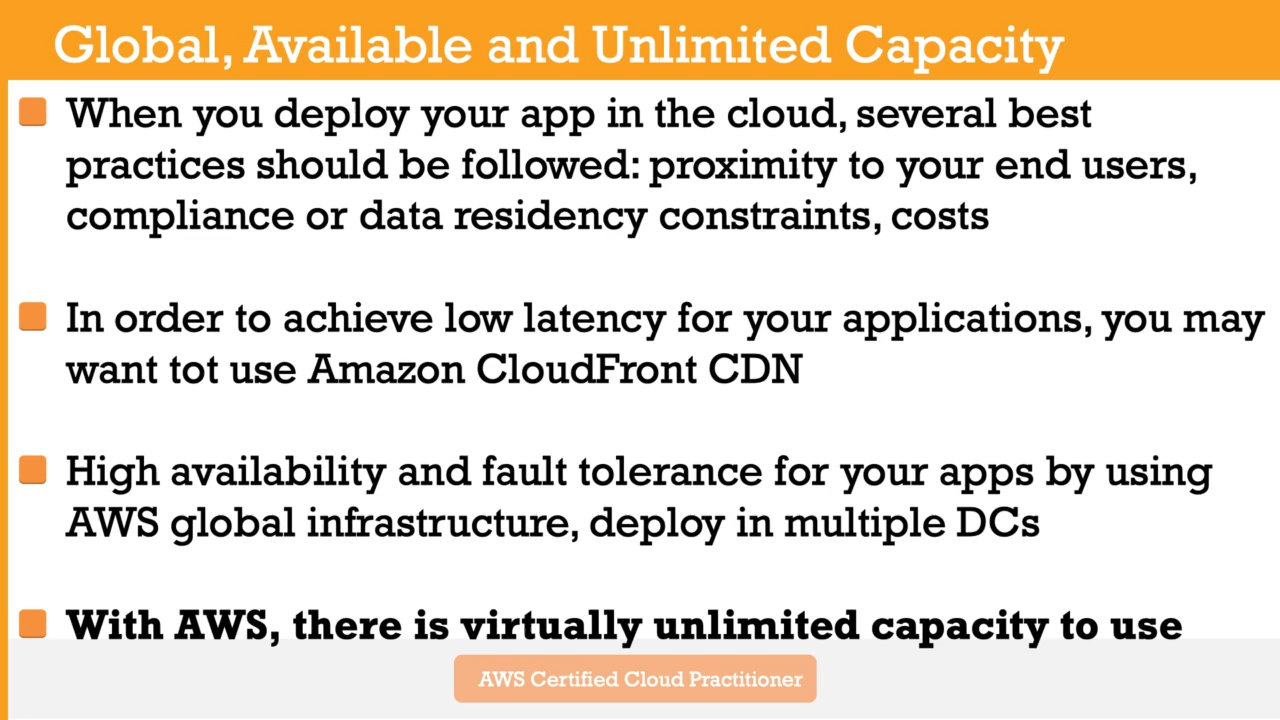 Global, Available and Unlimited Capacity
When you deploy your app in the cloud, several best
practices should be followed: proximity to your end users,
compliance or data residency constraints, costs
In order to achieve low latency for your applications, you may
want tot use Amazon CloudFront CDN
High availability and fault tolerance for your apps by using
AWS global infrastructure, deploy in multiple DCs
With AWS, there is virtually unlimited capacity to use
AWS Certified Cloud Practitioner